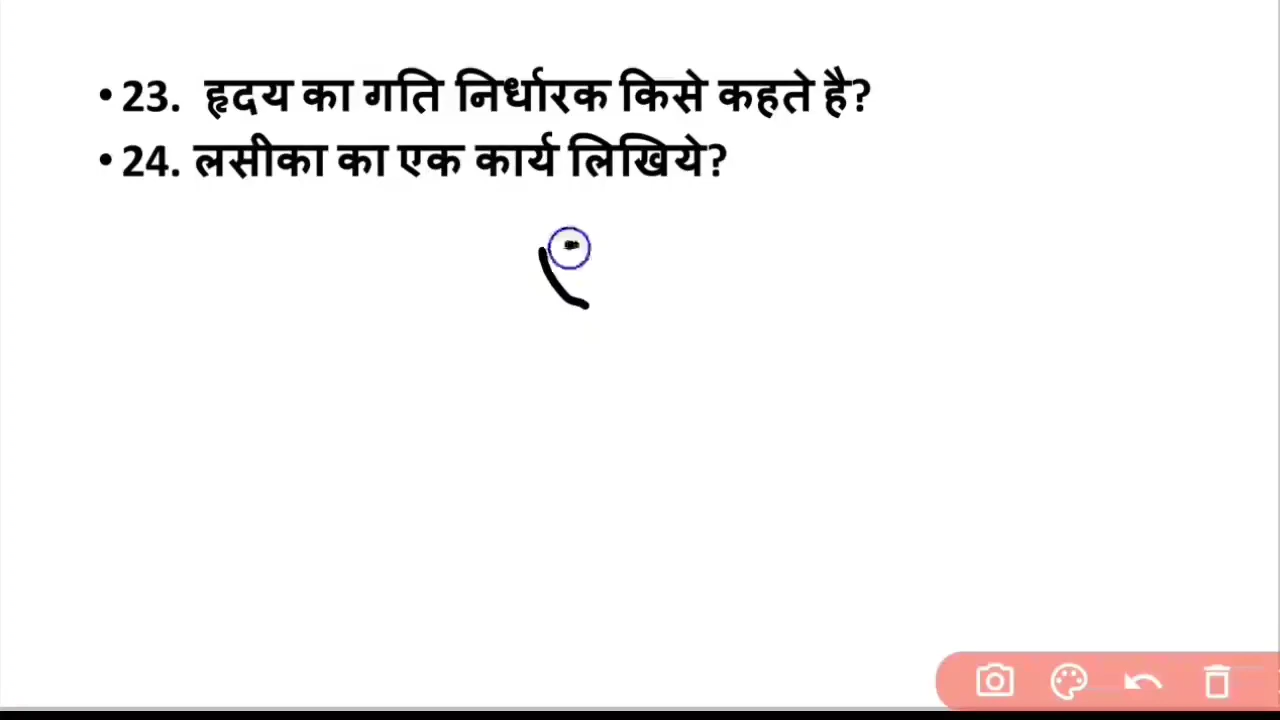 • 23. हृदय का गति निर्धारक किसे कहते है?
• 24. लसीका का एक कार्य लिखिये?